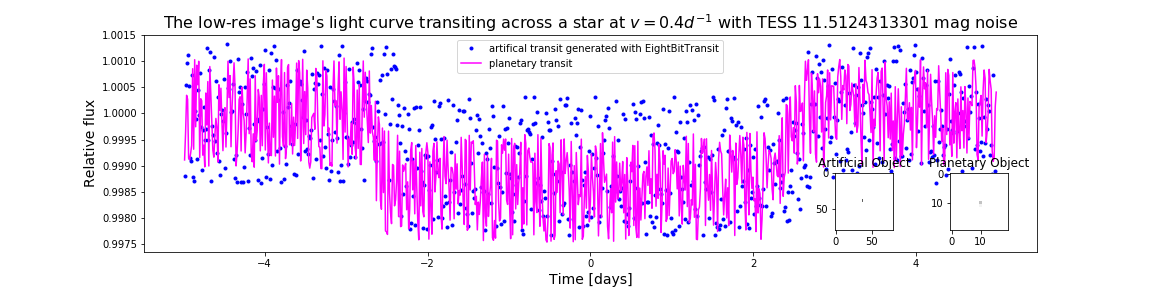 The low-res image's light curve transiting across a star at v = 0.4d⁻¹ with TESS 11.5124313301 mag noise
artifical transit generated with EightBitTransit
planetary transit
Relative flux
1.0015
1.0010
1.0005
1.0000
0.9995
0.9990
0.9985
0.9980
0.9975
Artificial Object
0
50
0 50
Planetary Object
0
10
0 10
−4 −2 0 2 4
Time [days]